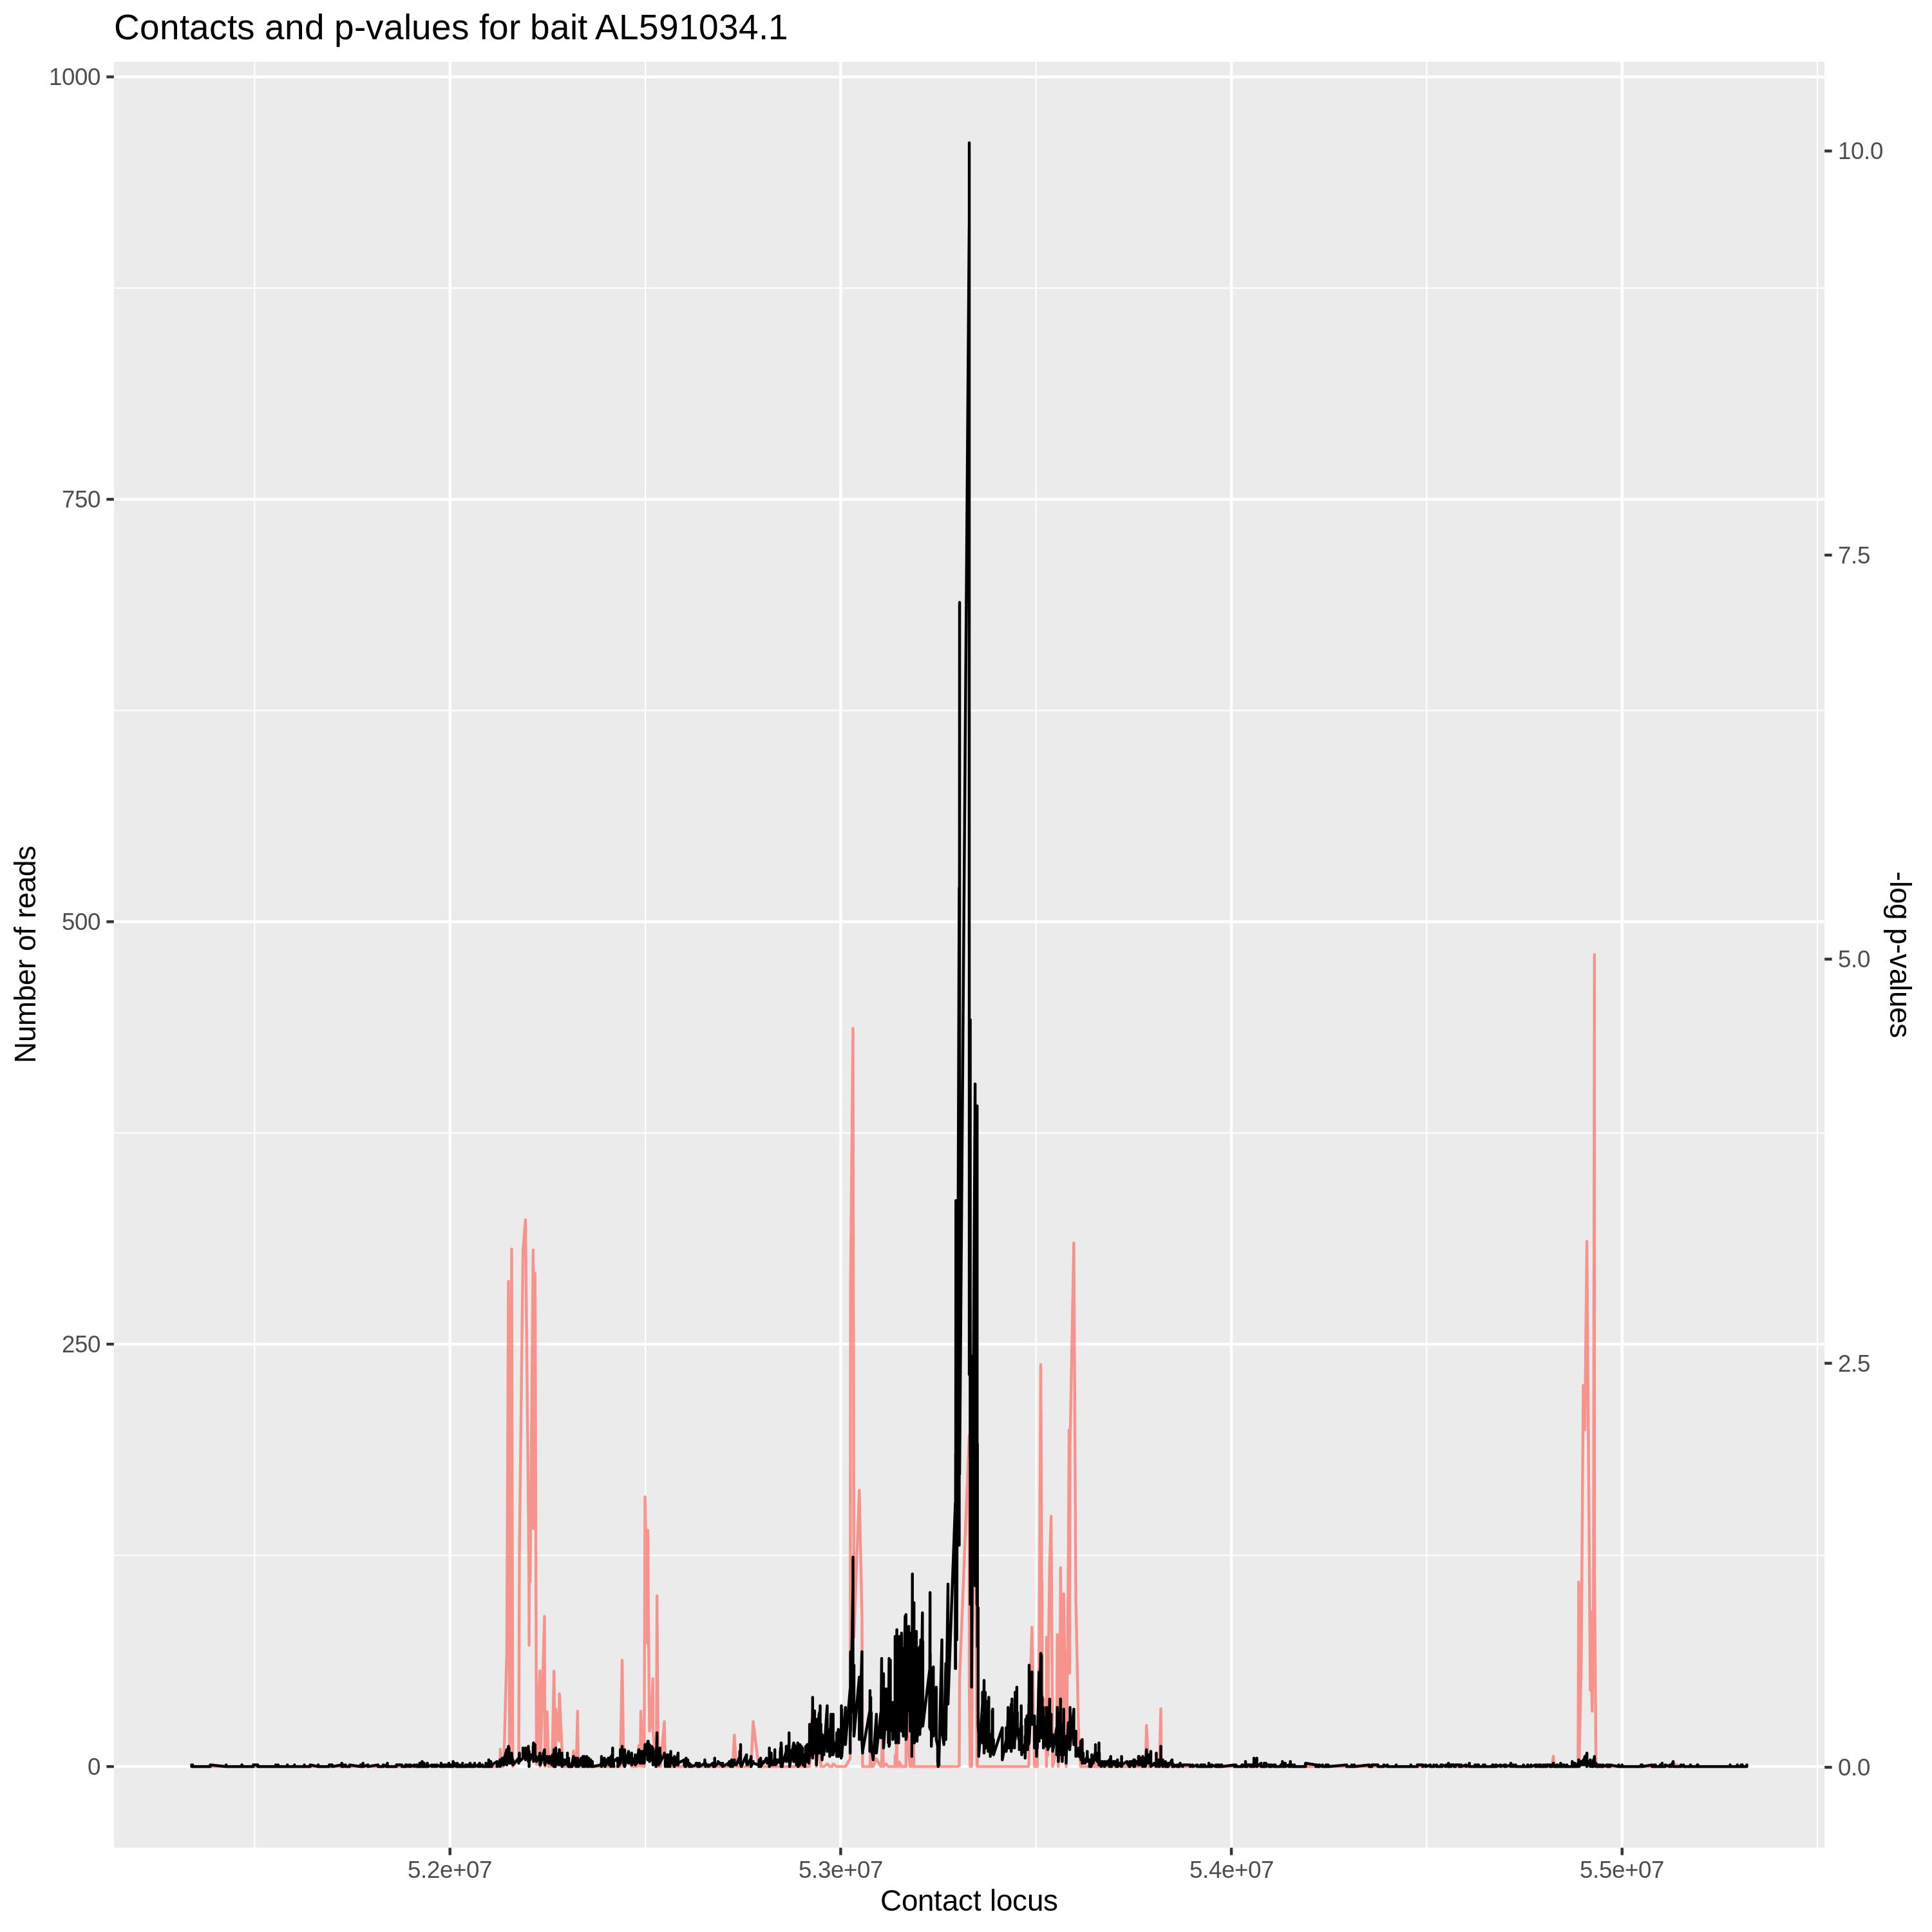 Contacts and p-values for bait AL591034.1
1000
750
500
250
0
Number of reads
10.0
7.5
5.0
2.5
0.0
-log p-values
5.2e+07
5.3e+07
5.4e+07
5.5e+07
Contact locus